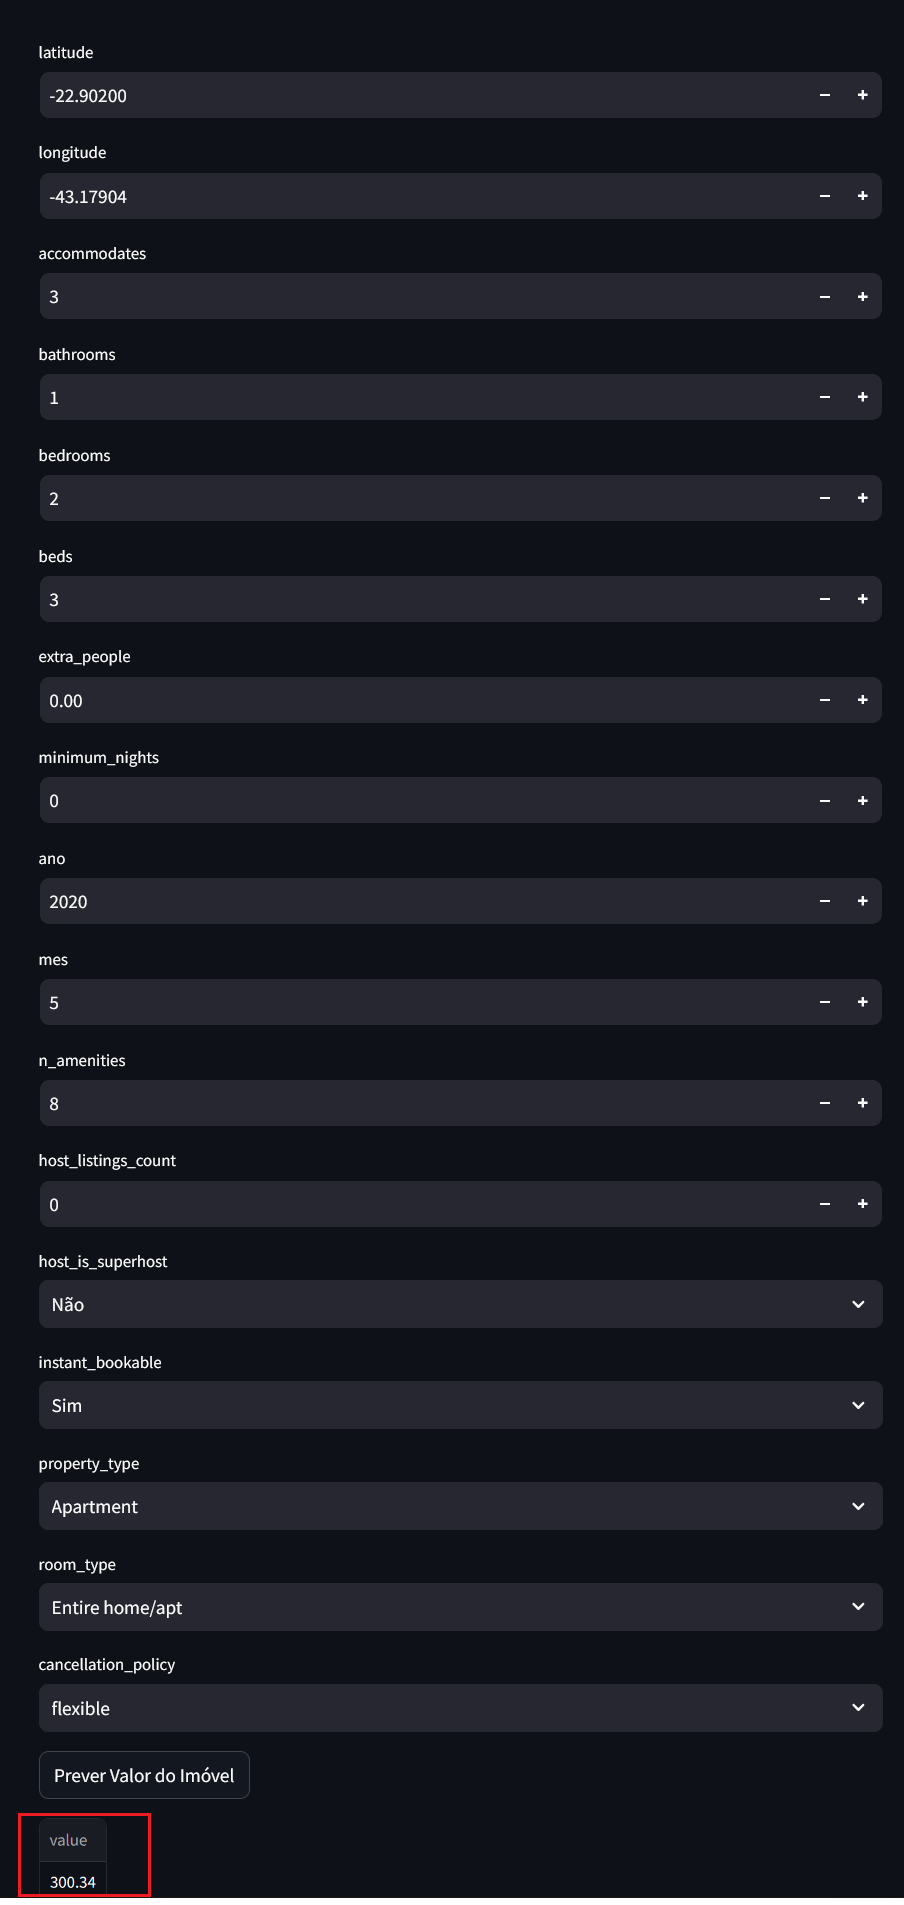 latitude
-22.90200
longitude
-43.17904
accommodates
3
bathrooms
1
bedrooms
2
beds
3
extra_people
0.00
minimum_nights
0
ano
2020
mes
5
n_amenities
8
host_listings_count
0
host_is_superhost
Não
instant_bookable
Sim
property_type
Apartment
room_type
Entire home/apt
cancellation_policy
flexible
Prever Valor do Imóvel
value
300.34